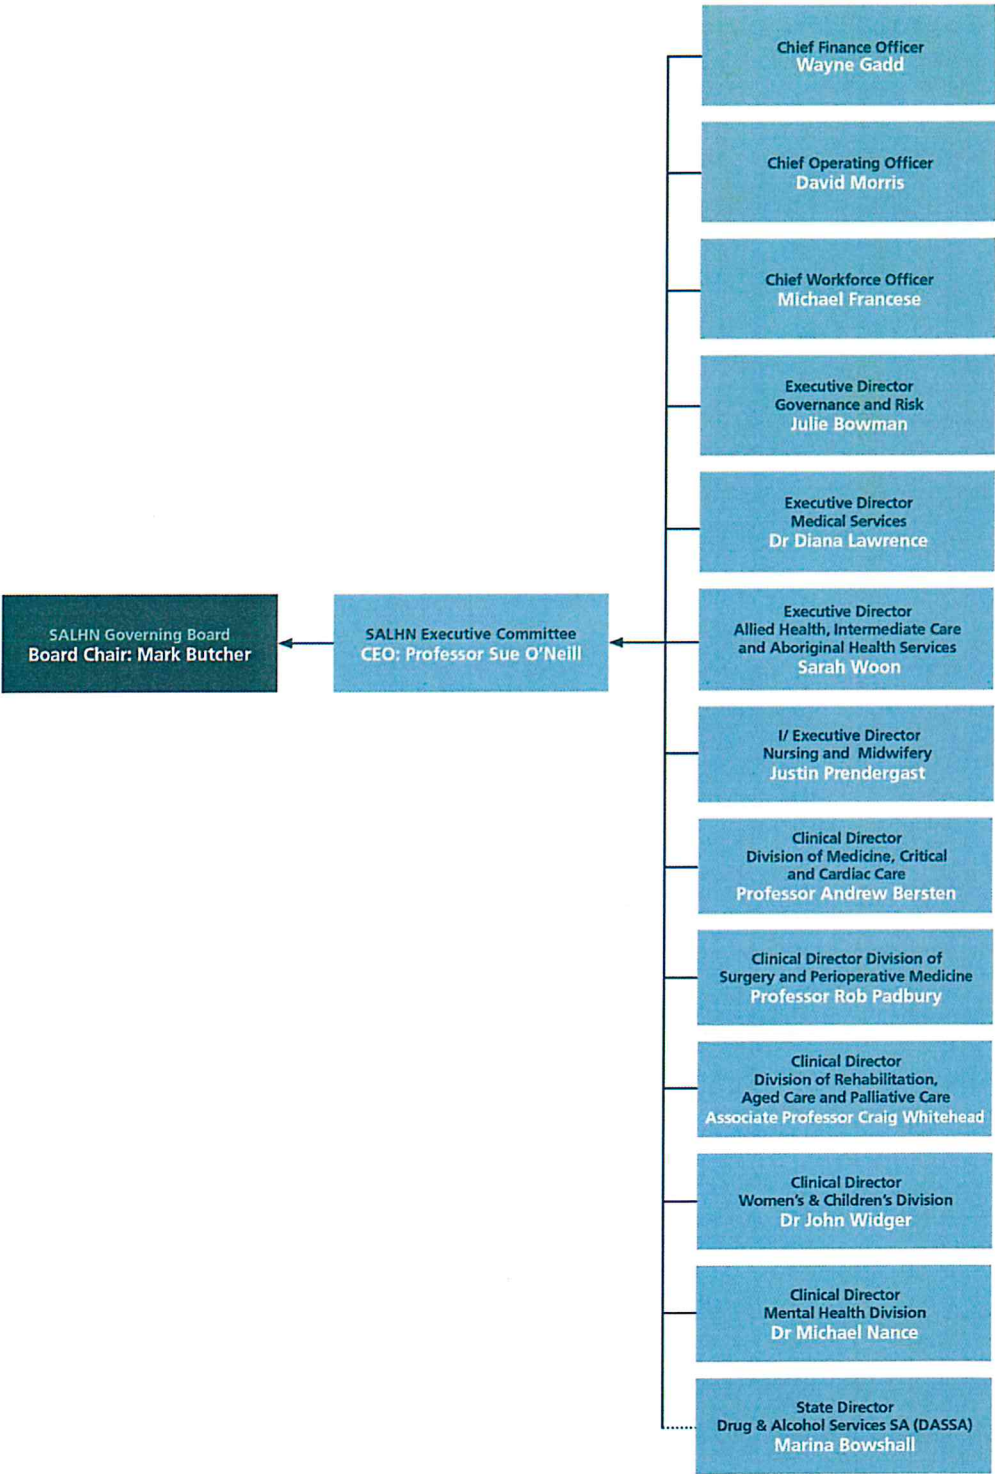 Chief Finance Officer
Wayne Gadd
Chief Operating Officer
David Morris
Chief Workforce Officer
Michael Francese
Executive Director
Governance and Risk
Julie Bowman
Executive Director
Medical Services
Dr Diana Lawrence
SALHN Governing Board
Board Chair: Mark Butcher
SALHN Executive Committee
CEO: Professor Sue O'Neill
Executive Director
Allied Health, Intermediate Care
and Aboriginal Health Services
Sarah Woon
I/ Executive Director
Nursing and Midwifery
Justin Prendergast
Clinical Director
Division of Medicine, Critical
and Cardiac Care
Professor Andrew Bersten
Clinical Director Division of
Surgery and Perioperative Medicine
Professor Rob Padbury
Clinical Director
Division of Rehabilitation,
Aged Care and Palliative Care
Associate Professor Craig Whitehead
Clinical Director
Women's & Children's Division
Dr John Widger
Clinical Director
Mental Health Division
Dr Michael Nance
State Director
Drug & Alcohol Services SA (DASSA)
Marina Bowshall